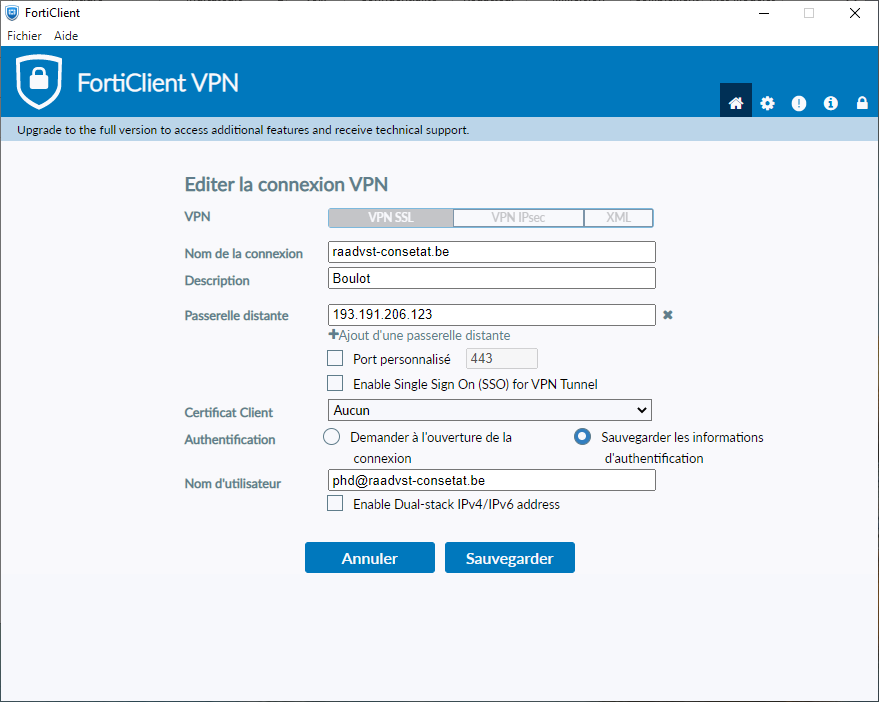 FortiClient
Fichier Aide
FortiClient VPN
Upgrade to the full version to access additional features and receive technical support.
Editer la connexion VPN
VPN VPN SSL VPN IPsec XML
Nom de la connexion raadvst-consetat.be
Description Boulot
Passerelle distante 193.191.206.123
Ajout d'une passerelle distante
Port personnalisé 443
Enable Single Sign On (SSO) for VPN Tunnel
Certificat Client Aucun
Authentification Demander à l'ouverture de la connexion Sauvegarder les informations d'authentification
Nom d'utilisateur phd@raadvst-consetat.be
Enable Dual-stack IPv4/IPv6 address
Annuler Sauvegarder